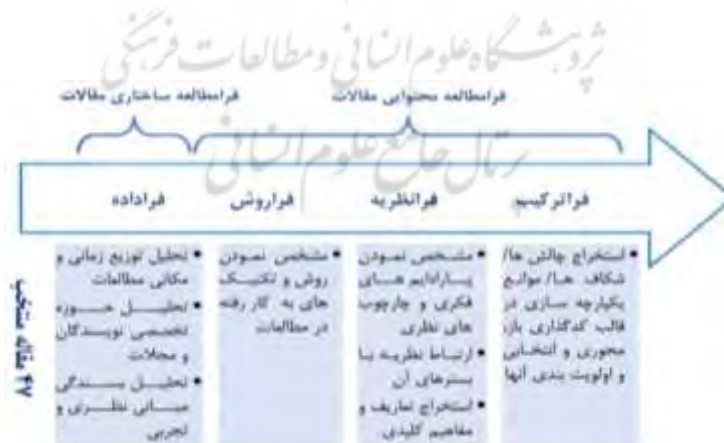 پژوهشگاه علوم انسانی و مطالعات فرهنگی
فرامطالعه محتوایی مقالات
فرامطالعه ساختاری مقالات
رتال جامع علوم انسانی
فراترکیب
فرانظریه
فراروش
فراداده
• استخراج چالش ها/
شکاف ها/ موانع
یکپارچه سازی در
قالب کدگذاری باز،
محوری و انتخابی
و اولویت بندی آنها
• مشخص نمودن
پارادایم های
فکری و چارچوب
های نظری
• ارتباط نظریه با
بسترهای آن
• استخراج تعاریف و
مفاهیم کلیدی
• مشخص نمودن
روش و تکنیک
های به کار رفته
در مطالعات
• تحلیل توزیع زمانی و
مکانی مطالعات
• تحلیل حوزه
تخصصی نویسندگان
و مجلات
• تحلیل بسندگی
مبانی نظری و
تجربی
۴۷ مقاله منتخب